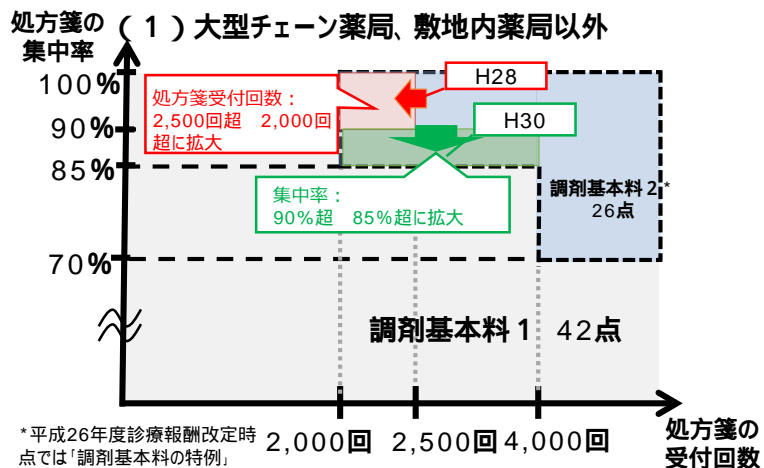 (１)大型チェーン薬局、敷地内薬局以外
処方箋の
集中率
100%
90%
85%
70%
処方箋受付回数：
2,500回超　2,000回
超に拡大
H28
H30
集中率：
90%超　85%超に拡大
調剤基本料２*
26点
調剤基本料１　42点
2,000回
2,500回
4,000回
処方箋の
受付回数
*平成26年度診療報酬改定時
点では「調剤基本料の特例」